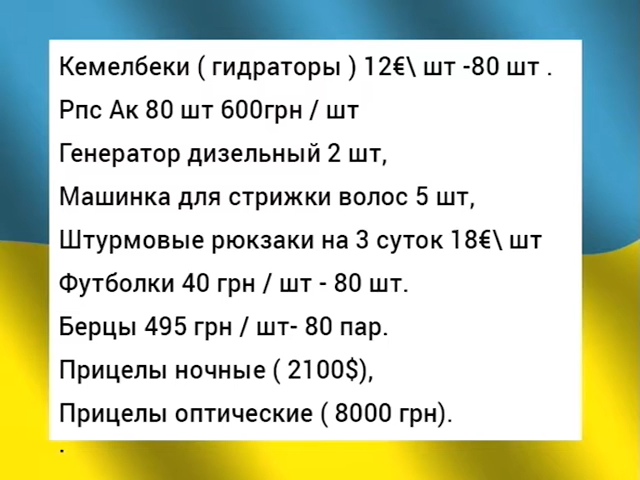 Кемелбеки ( гидраторы ) 12€\ шт -80 шт .
Рпс Ак 80 шт 600грн / шт
Генератор дизельный 2 шт,
Машинка для стрижки волос 5 шт,
Штурмовые рюкзаки на 3 суток 18€\ шт
Футболки 40 грн / шт - 80 шт.
Берцы 495 грн / шт- 80 пар.
Прицелы ночные ( 2100$),
Прицелы оптические ( 8000 грн).
.